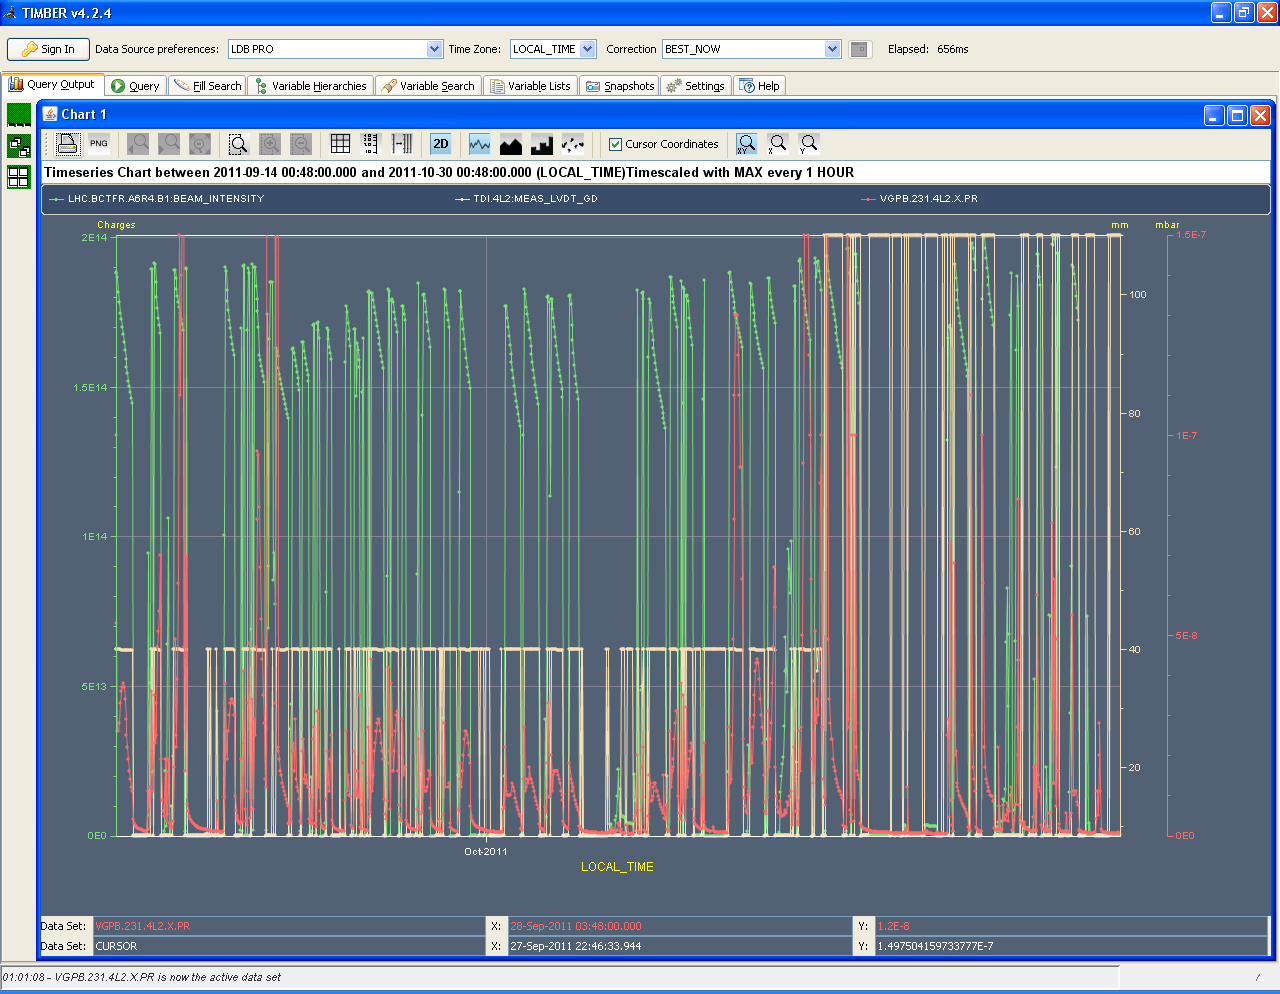 TIMBER v4.2.4
Sign In Data Source preferences: LDB PRO Time Zone: LOCAL_TIME Correction BEST_NOW Elapsed: 656ms
Query Output Query Fill Search Variable Hierarchies Variable Search Variable Lists Snapshots Settings Help
Chart 1
PNG 2D Cursor Coordinates XY X Y
Timeseries Chart between 2011-09-14 00:48:00.000 and 2011-10-30 00:48:00.000 (LOCAL_TIME)Timescaled with MAX every 1 HOUR
LHC.BCTFR.A6R4.B1:BEAM_INTENSITY TDI.4L2:MEAS_LVDT_GD VGPB.231.4L2.X.PR
Charges mm mbar
2E14 1.5E-7
100
1.5E14
80
1E-7
1E14 60
5E-8
40
5E13
20
0E0 0E0
Oct-2011
LOCAL_TIME
Data Set: VGPB.231.4L2.X.PR X: 28-Sep-2011 03:48:00.000 Y: 1.2E-8
Data Set: CURSOR X: 27-Sep-2011 22:46:33.944 Y: 1.497504159733777E-7
01:01:08 - VGPB.231.4L2.X.PR is now the active data set